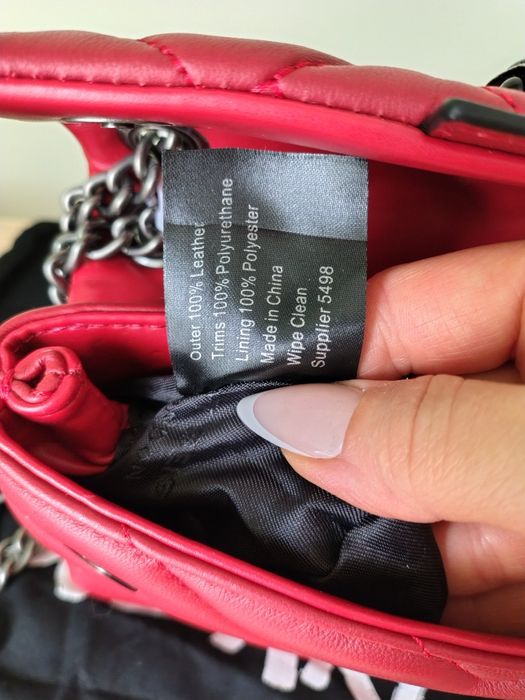 Outer 100% Leather
Trims 100% Polyurethane
Lining 100% Polyester
Made in China
Wipe Clean
Supplier 5498